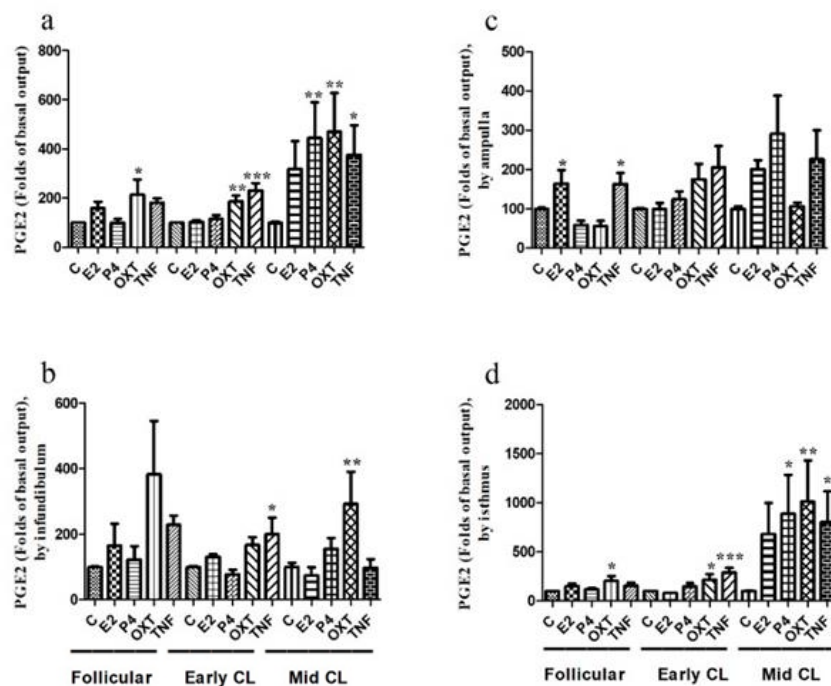 a
PGE2 (Folds of basal output)
800
600
400
200
0
* ** *** ** ** *
C E2 P4 OXT TNF C E2 P4 OXT TNF C E2 P4 OXT TNF
c
PGE2 (Folds of basal output),
by ampulla
500
400
300
200
100
0
* *
C E2 P4 OXT TNF C E2 P4 OXT TNF C E2 P4 OXT TNF
b
PGE2 (Folds of basal output),
by infundibulum
600
400
200
0
* **
C E2 P4 OXT TNF C E2 P4 OXT TNF C E2 P4 OXT TNF
Follicular Early CL Mid CL
d
PGE2 (Folds of basal output),
by isthmus
2000
1500
1000
500
0
* * *** * ** *
C E2 P4 OXT TNF C E2 P4 OXT TNF C E2 P4 OXT TNF
Follicular Early CL Mid CL